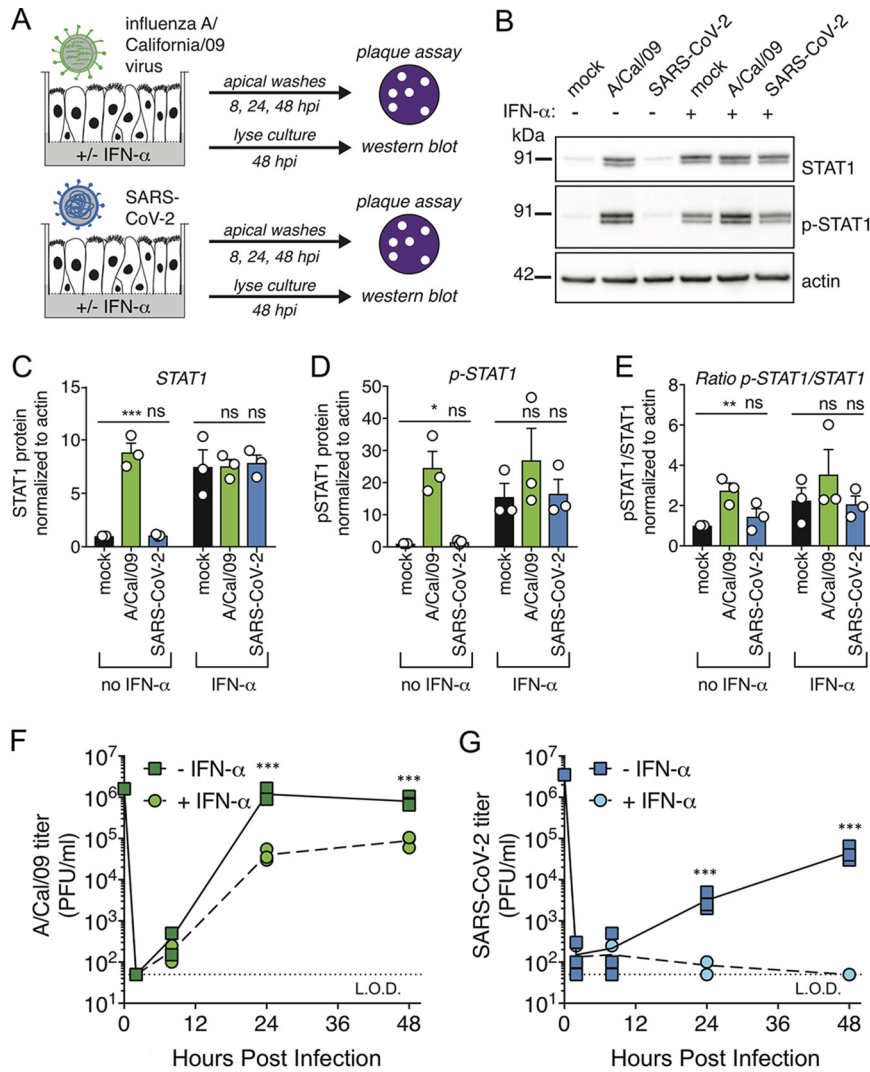 A
influenza A/
California/09
virus
apical washes
8, 24, 48 hpi
plaque assay
lyse culture
48 hpi
western blot
+/- IFN-α
SARS-
CoV-2
apical washes
8, 24, 48 hpi
plaque assay
lyse culture
48 hpi
western blot
+/- IFN-α
B
mock A/Cal/09 SARS-CoV-2 mock A/Cal/09 SARS-CoV-2
IFN-α: - - - + + +
kDa
91 STAT1
91 p-STAT1
42 actin
C
STAT1
STAT1 protein
normalized to actin
15
10
5
0
*** ns ns ns
mock A/Cal/09 SARS-CoV-2 mock A/Cal/09 SARS-CoV-2
no IFN-α IFN-α
D
p-STAT1
pSTAT1 protein
normalized to actin
50
40
30
20
10
0
* ns ns ns
mock A/Cal/09 SARS-CoV-2 mock A/Cal/09 SARS-CoV-2
no IFN-α IFN-α
E
Ratio p-STAT1/STAT1
pSTAT1/STAT1
normalized to actin
8
6
4
2
0
** ns ns ns
mock A/Cal/09 SARS-CoV-2 mock A/Cal/09 SARS-CoV-2
no IFN-α IFN-α
F
A/Cal/09 titer
(PFU/ml)
10⁷
10⁶
10⁵
10⁴
10³
10²
10¹
- IFN-α
+ IFN-α
*** ***
L.O.D.
0 12 24 36 48
Hours Post Infection
G
SARS-CoV-2 titer
(PFU/ml)
10⁷
10⁶
10⁵
10⁴
10³
10²
10¹
- IFN-α
+ IFN-α
*** ***
L.O.D.
0 12 24 36 48
Hours Post Infection